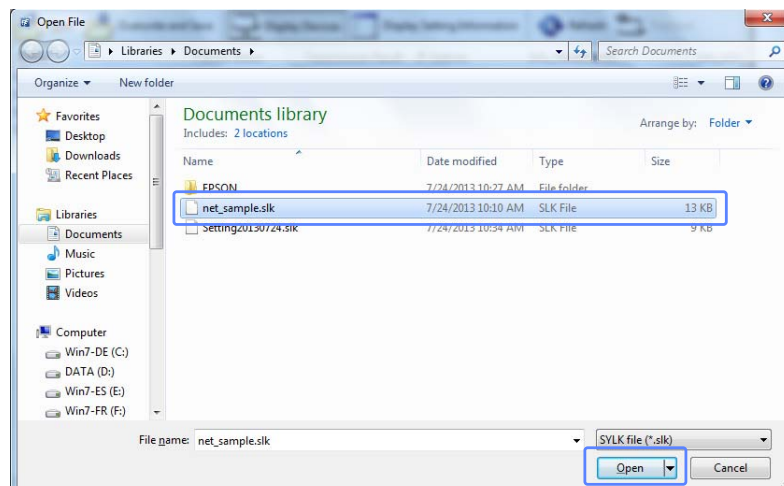 Open File
Libraries Documents
Search Documents
Organize New folder
Favorites
Desktop
Downloads
Recent Places
Libraries
Documents
Music
Pictures
Videos
Computer
Win7-DE (C:)
DATA (D:)
Win7-ES (E:)
Win7-FR (F:)
Documents library
Includes: 2 locations
Arrange by: Folder
Name Date modified Type Size
EPSON 7/24/2013 10:27 AM File folder
net_sample.slk 7/24/2013 10:10 AM SLK File 13 KB
Setting20130724.slk 7/24/2013 10:34 AM SLK File 9 KB
File name: net_sample.slk SYLK file (*.slk)
Open Cancel